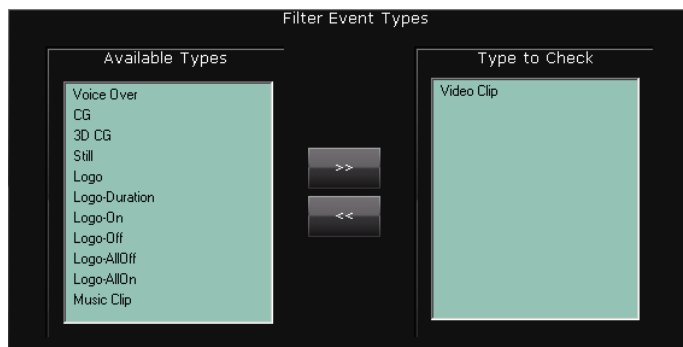 Filter Event Types
Available Types
Voice Over
CG
3D CG
Still
Logo
Logo-Duration
Logo-On
Logo-Off
Logo-AllOff
Logo-AllOn
Music Clip
>>
<<
Type to Check
Video Clip